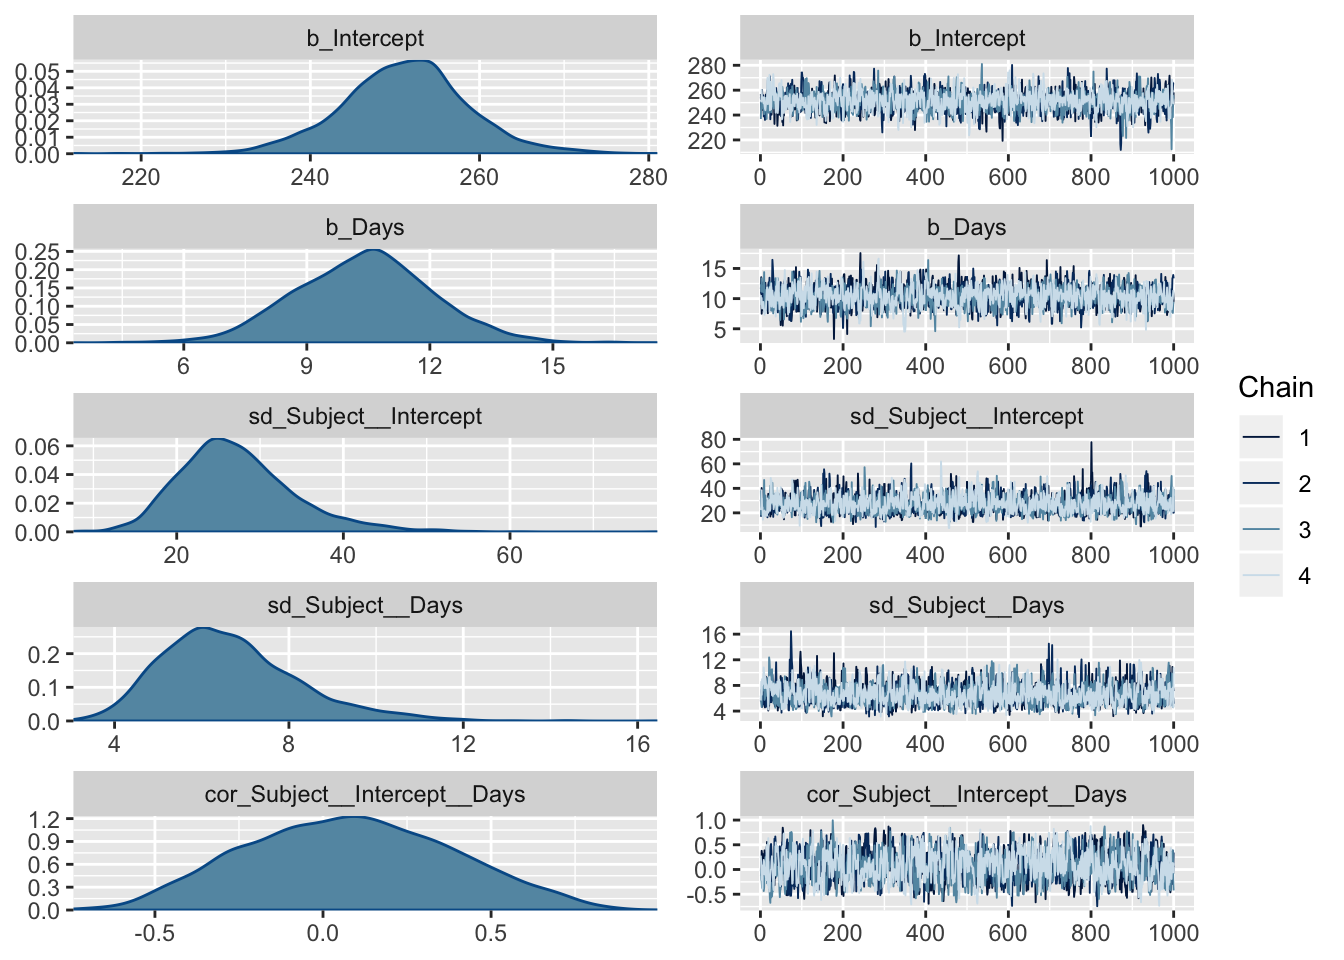 b_Intercept
0.05
0.04
0.03
0.02
0.01
0.00
220 240 260 280
b_Intercept
280
260
240
220
0 200 400 600 800 1000
b_Days
0.25
0.20
0.15
0.10
0.05
0.00
6 9 12 15
b_Days
15
10
5
0 200 400 600 800 1000
sd_Subject__Intercept
0.06
0.04
0.02
0.00
20 40 60
sd_Subject__Intercept
80
60
40
20
0 200 400 600 800 1000
sd_Subject__Days
0.2
0.1
0.0
4 8 12 16
sd_Subject__Days
16
12
8
4
0 200 400 600 800 1000
cor_Subject__Intercept__Days
1.2
0.9
0.6
0.3
0.0
-0.5 0.0 0.5
cor_Subject__Intercept__Days
1.0
0.5
0.0
-0.5
0 200 400 600 800 1000
Chain
1
2
3
4